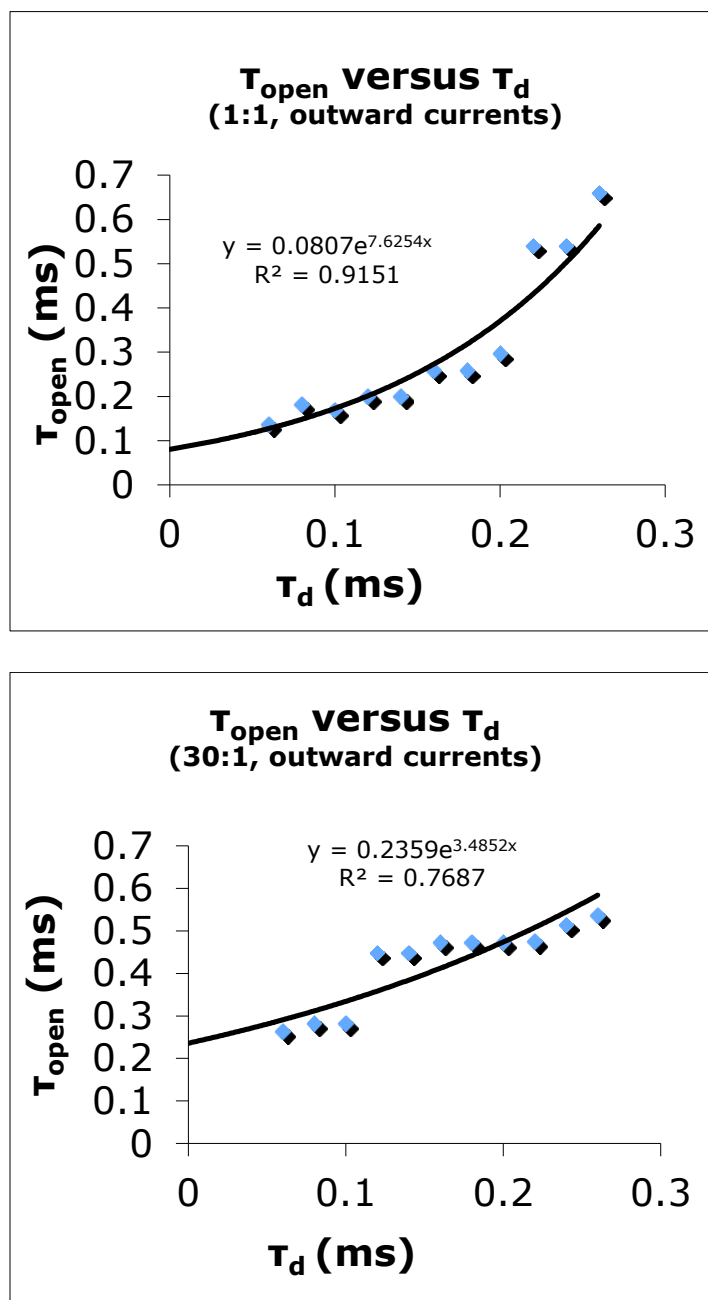 τopen versus τd
(1:1, outward currents)
0.7
0.6
0.5
0.4
0.3
0.2
0.1
0
τopen (ms)
y = 0.0807e^7.6254x
R² = 0.9151
0 0.1 0.2 0.3
τd (ms)
τopen versus τd
(30:1, outward currents)
0.7
0.6
0.5
0.4
0.3
0.2
0.1
0
τopen (ms)
y = 0.2359e^3.4852x
R² = 0.7687
0 0.1 0.2 0.3
τd (ms)